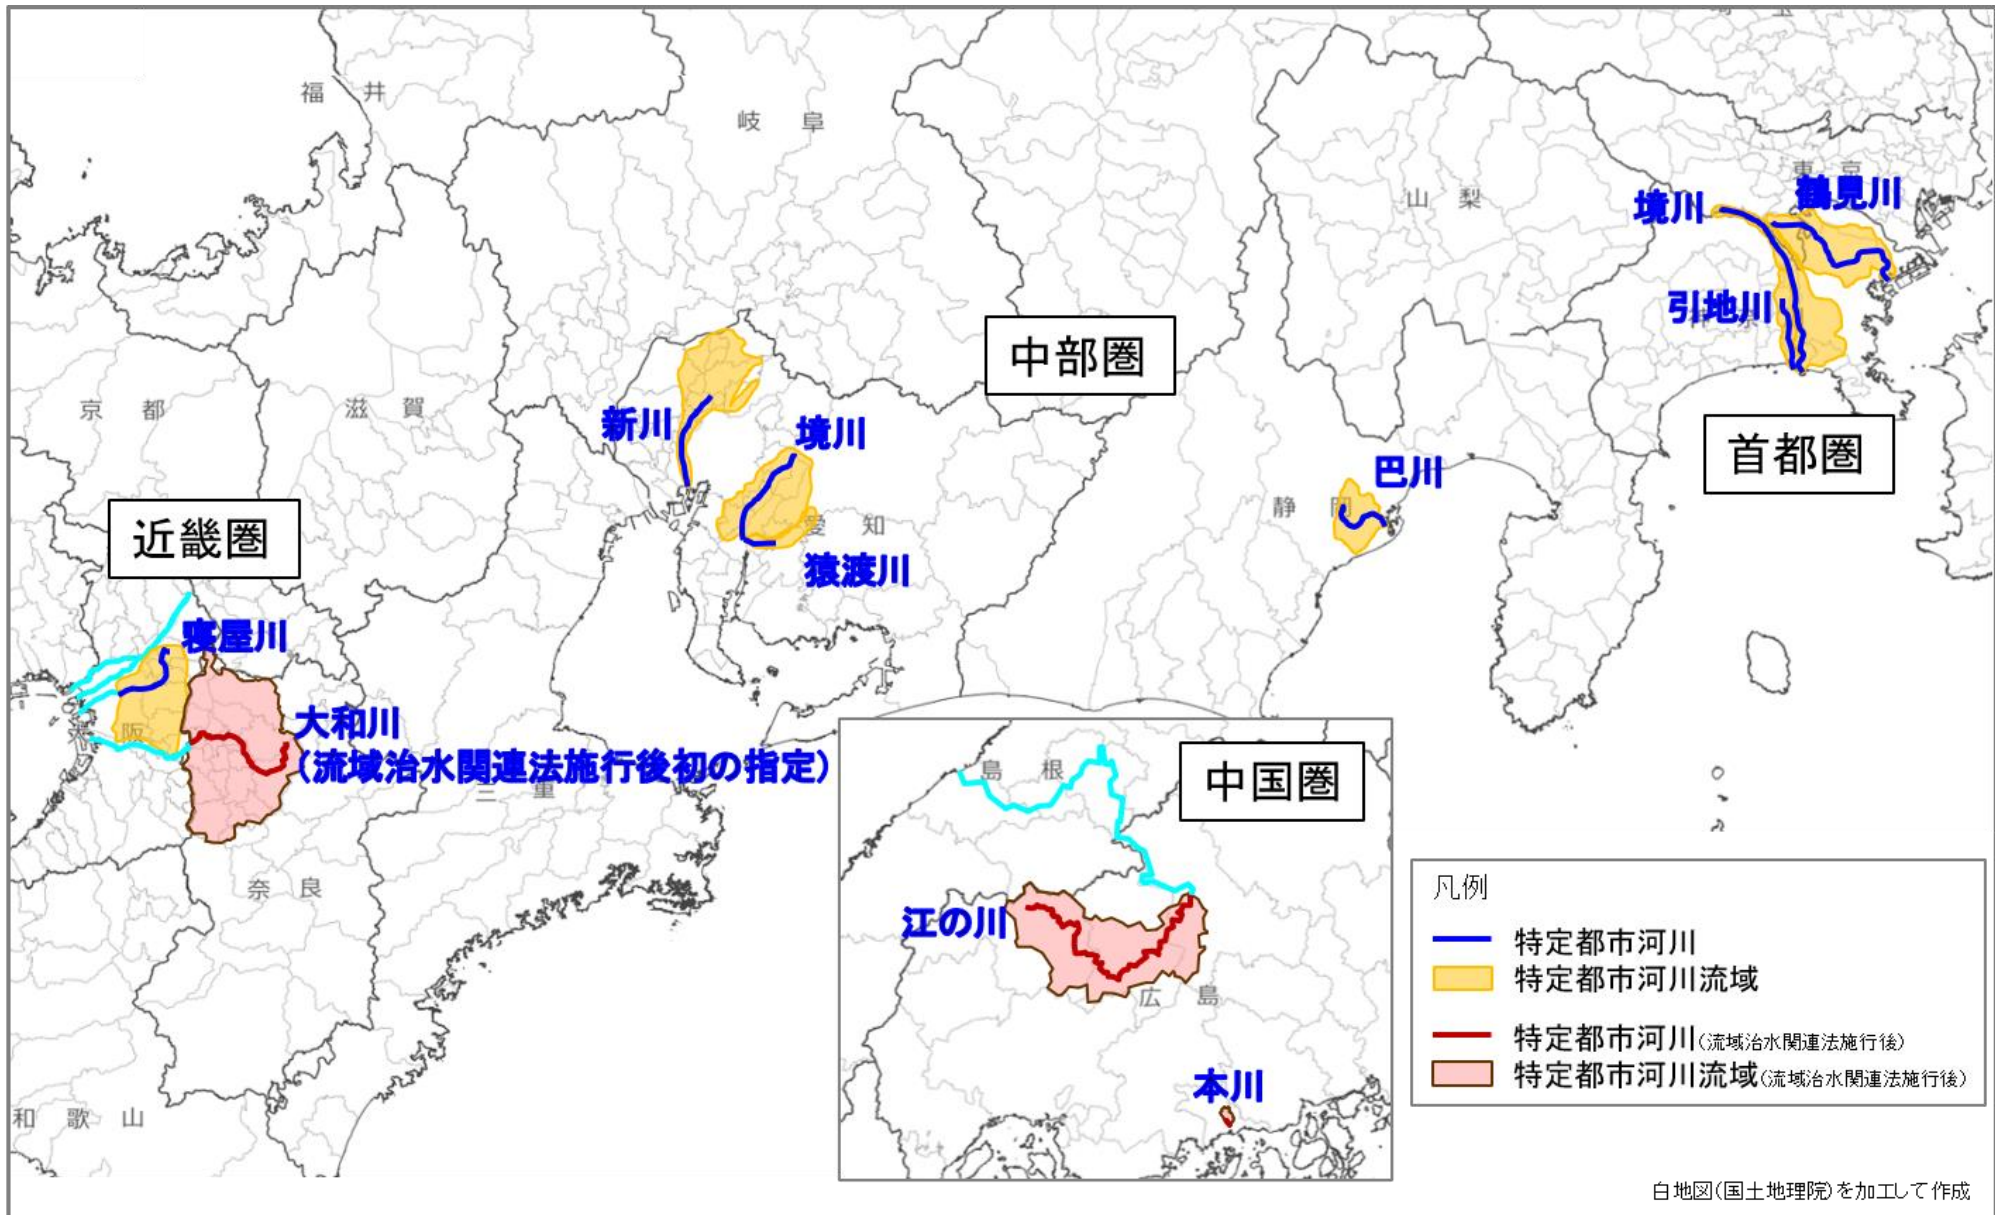 埼 玉
福 井
岐 阜
東 京
山 梨
境川
鶴見川
引地川
神 奈
中部圏
京 都
滋 賀
新川
境川
首都圏
巴川
静 岡
愛 知
近畿圏
猿渡川
寝屋川
大 阪
大和川
(流域治水関連法施行後初の指定)
三 重
島 根
中国圏
奈 良
江の川
広 島
本川
和 歌 山
凡例
特定都市河川
特定都市河川流域
特定都市河川(流域治水関連法施行後)
特定都市河川流域(流域治水関連法施行後)
白地図(国土地理院)を加工して作成